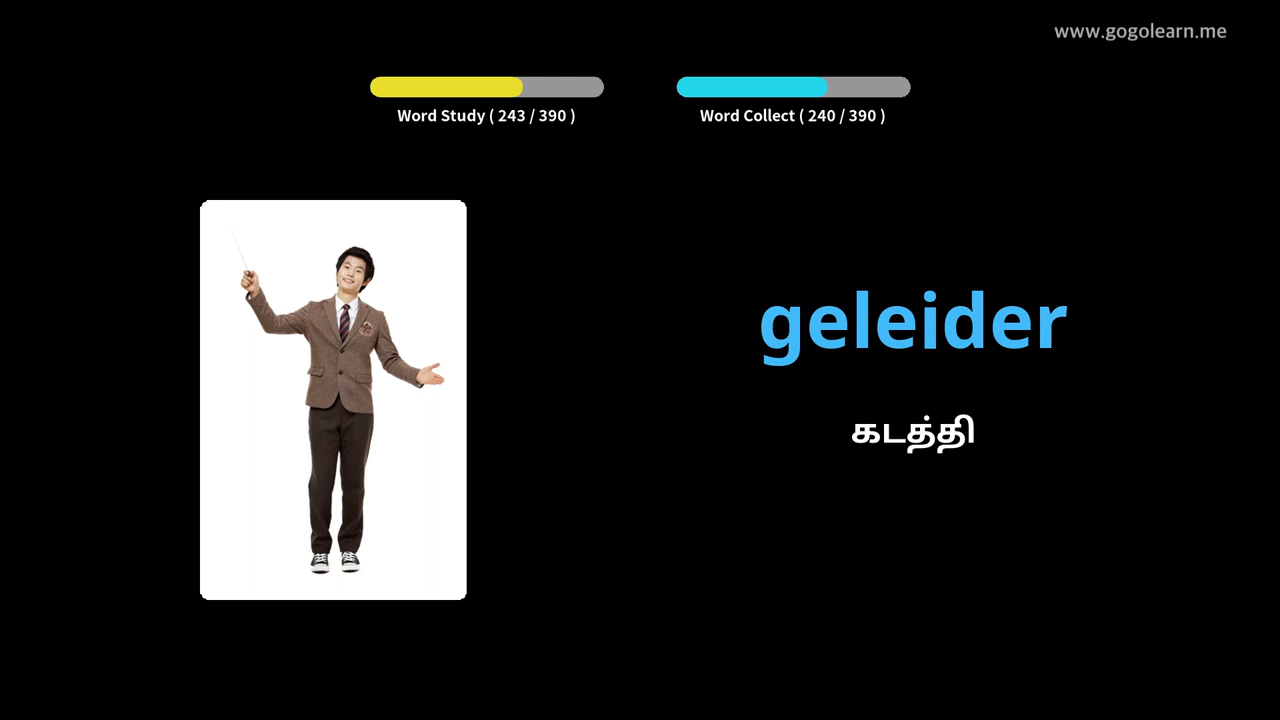 www.gogolearn.me
Word Study ( 243 / 390 )
Word Collect ( 240 / 390 )
geleider
கடத்தி